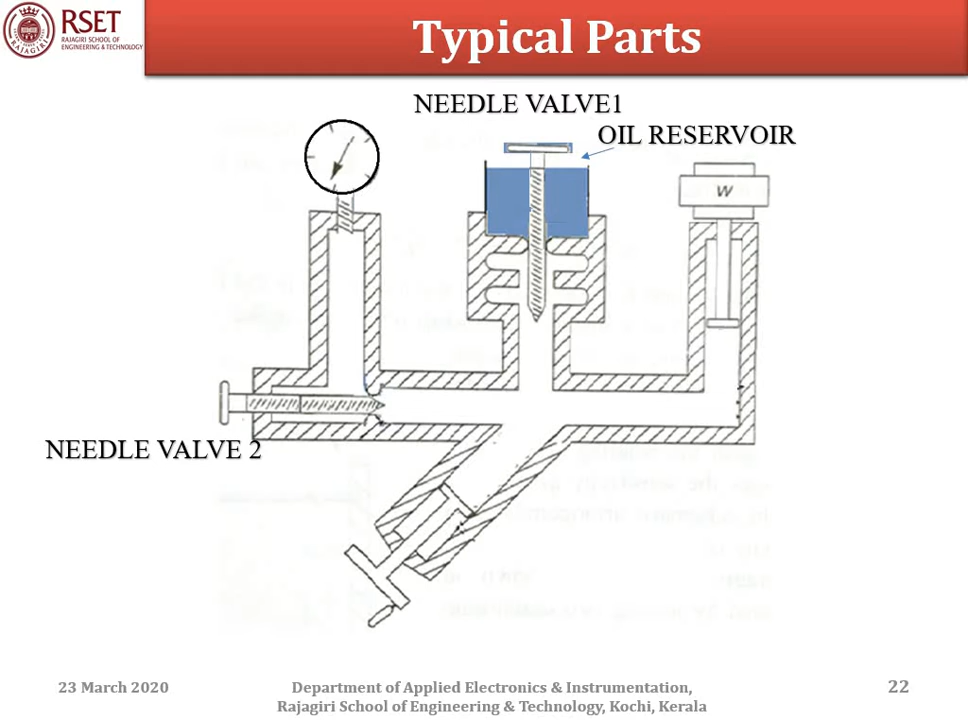 RSET
RAJAGIRI SCHOOL OF
ENGINEERING & TECHNOLOGY
RAJAGIRI
Typical Parts
NEEDLE VALVE1
OIL RESERVOIR
W
NEEDLE VALVE 2
23 March 2020
Department of Applied Electronics & Instrumentation,
Rajagiri School of Engineering & Technology, Kochi, Kerala
22